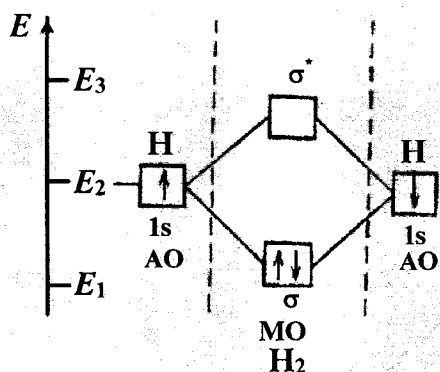 E
E₃
σ*
H
H
E₂
↑
↓
1s
AO
1s
AO
↑↓
E₁
σ
MO
H₂